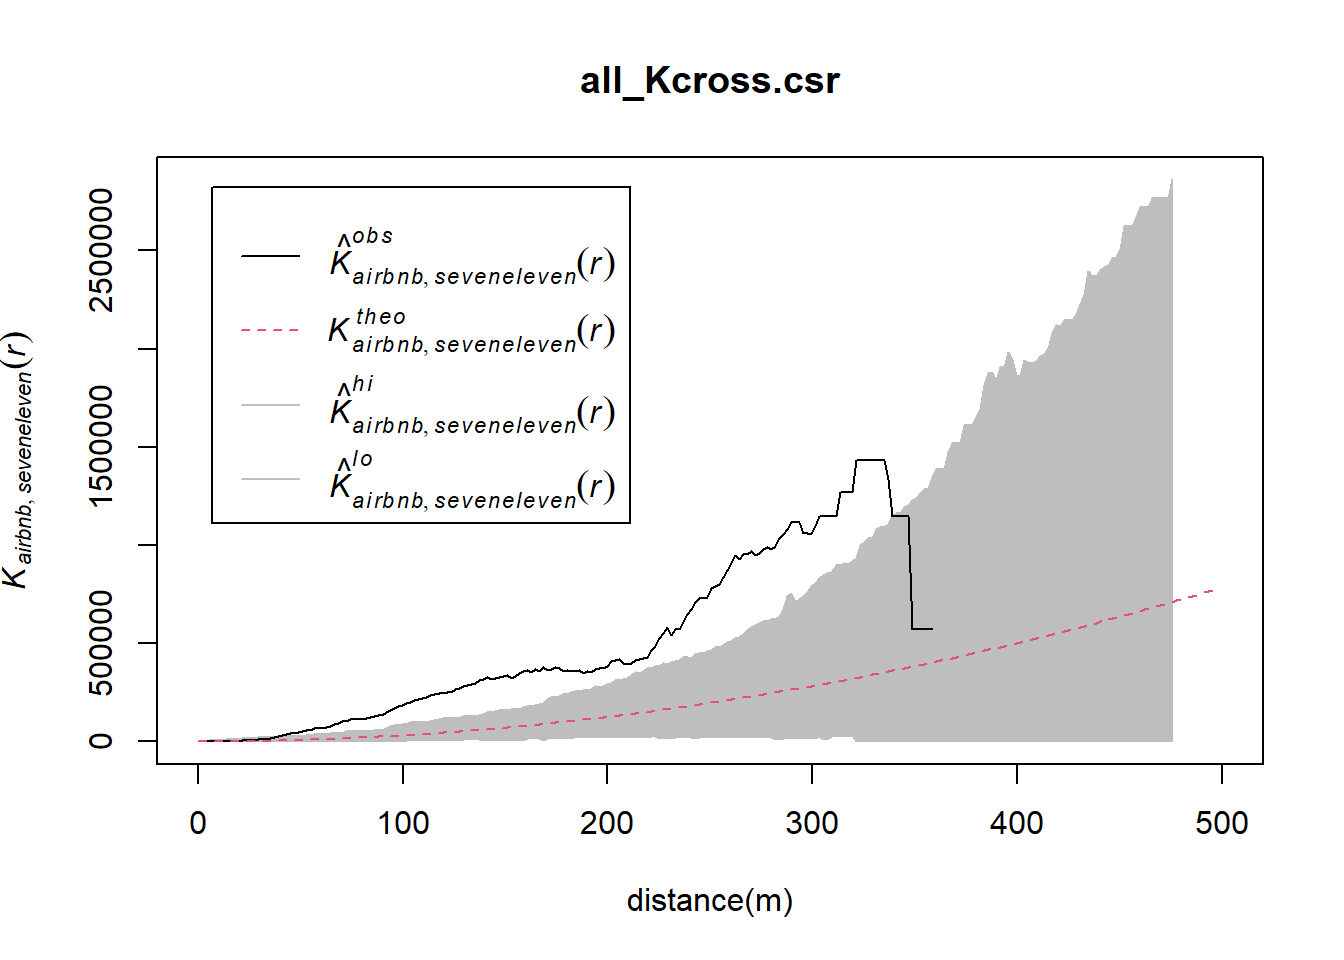 all_Kcross.csr
K̂ᵒᵇˢ airbnb, seveneleven(r)
Kᵗʰᵉᵒ airbnb, seveneleven(r)
K̂ʰⁱ airbnb, seveneleven(r)
K̂ˡᵒ airbnb, seveneleven(r)
K airbnb, seveneleven(r)
2500000
1500000
500000
0
0 100 200 300 400 500
distance(m)